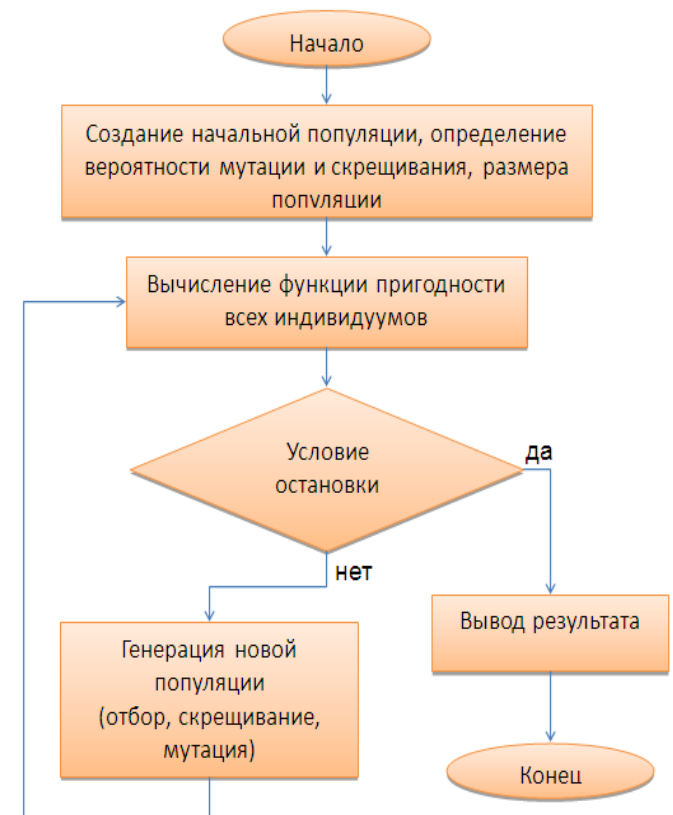 Начало
Создание начальной популяции, определение
вероятности мутации и скрещивания, размера
популяции
Вычисление функции пригодности
всех индивидуумов
Условие
остановки
да
нет
Вывод результата
Генерация новой
популяции
(отбор, скрещивание,
мутация)
Конец